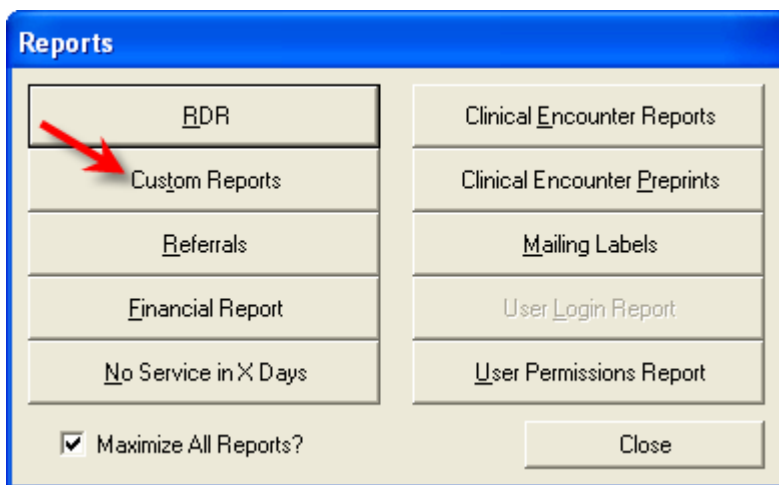 Reports
RDR
Clinical Encounter Reports
Custom Reports
Clinical Encounter Preprints
Referrals
Mailing Labels
Financial Report
User Login Report
No Service in X Days
User Permissions Report
Maximize All Reports?
Close